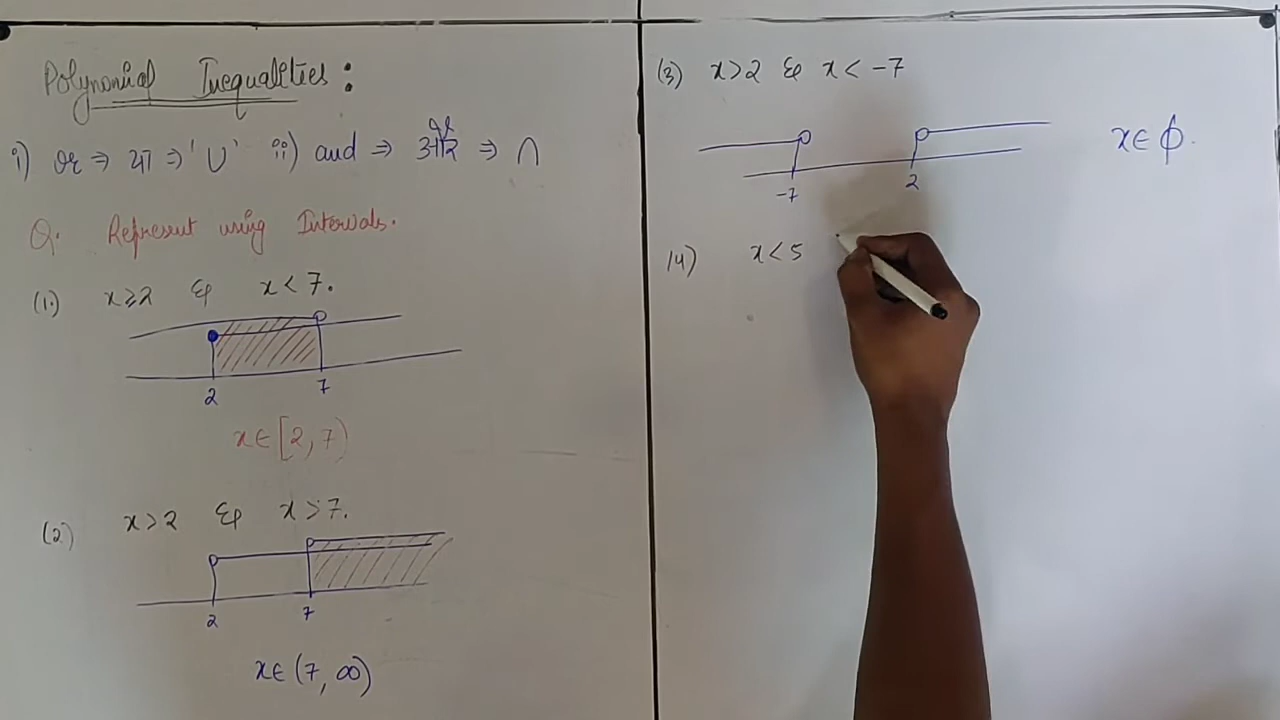 Polynomial Inequalities :
i) or ⇒ या ⇒ 'U' ii) and ⇒ और ⇒ ∩
Q. Represent using Intervals.
(1.) x≥2 & x < 7.
2 7
x∈[2, 7)
(2) x>2 & x > 7.
2 7
x∈(7, ∞)
(3) x>2 & x < -7
-7 2
x∈ϕ.
(4) x < 5